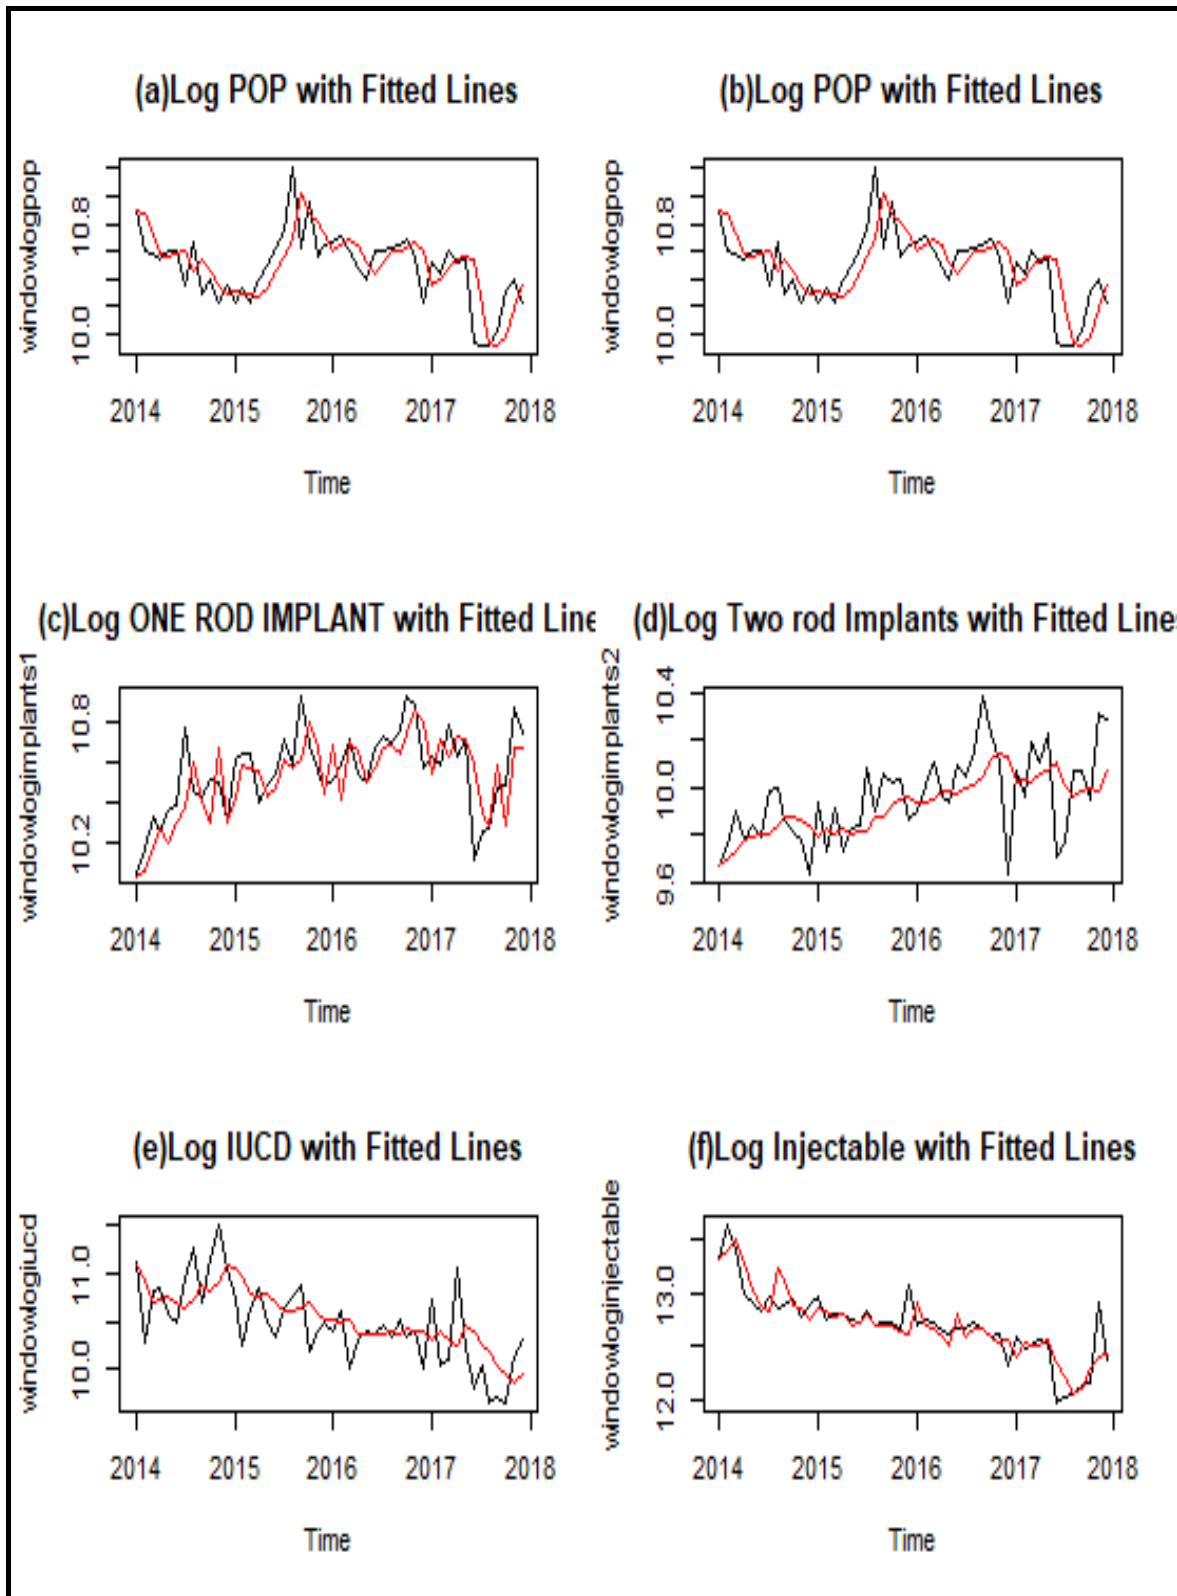 (a)Log POP with Fitted Lines
windowlogpop
10.0 10.8
2014 2015 2016 2017 2018
Time
(b)Log POP with Fitted Lines
windowlogpop
10.0 10.8
2014 2015 2016 2017 2018
Time
(c)Log ONE ROD IMPLANT with Fitted Line
windowlogimplants1
10.2 10.8
2014 2015 2016 2017 2018
Time
(d)Log Two rod Implants with Fitted Lines
windowlogimplants2
9.6 10.0 10.4
2014 2015 2016 2017 2018
Time
(e)Log IUCD with Fitted Lines
windowlogiucd
10.0 11.0
2014 2015 2016 2017 2018
Time
(f)Log Injectable with Fitted Lines
windowloginjectable
12.0 13.0
2014 2015 2016 2017 2018
Time